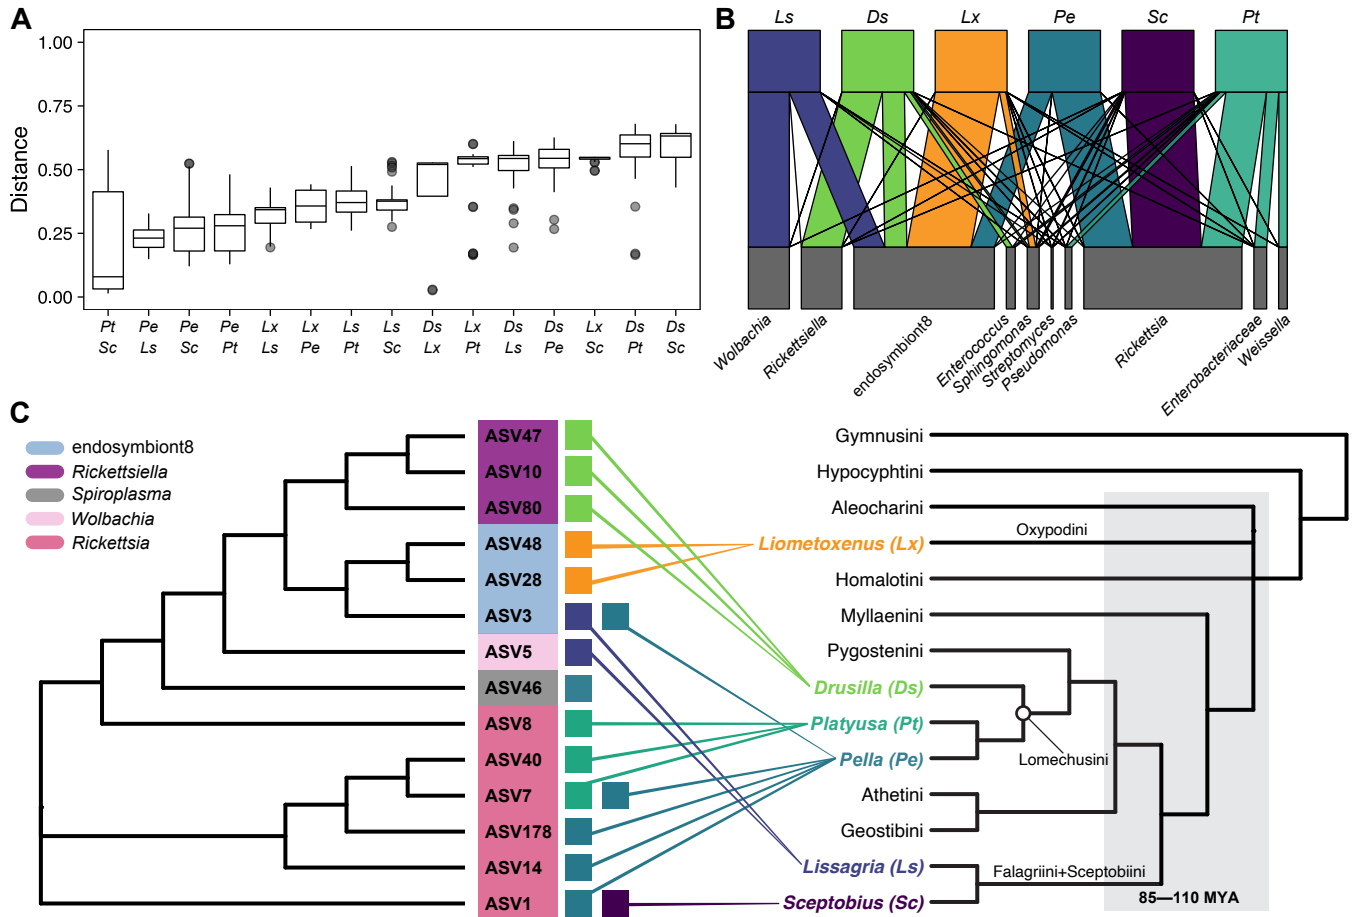 A
1.00
0.75
0.50
0.25
0.00
Distance
Pt Pe Pe Pe Lx Lx Ls Ls Ds Lx Ds Ds Lx Ds Ds
Sc Ls Sc Pt Ls Pe Pt Sc Lx Pt Ls Pe Sc Pt Sc
B
Ls Ds Lx Pe Sc Pt
Wolbachia
Rickettsiella
endosymbiont8
Enterococcus
Sphingomonas
Streptomyces
Pseudomonas
Rickettsia
Enterobacteriaceae
Weissella
C
endosymbiont8
Rickettsiella
Spiroplasma
Wolbachia
Rickettsia
ASV47
ASV10
ASV80
ASV48
ASV28
ASV3
ASV5
ASV46
ASV8
ASV40
ASV7
ASV178
ASV14
ASV1
Gymnusini
Hypocyphtini
Aleocharini
Oxypodini
Liometoxenus (Lx)
Homalotini
Myllaenini
Pygostenini
Drusilla (Ds)
Platyusa (Pt)
Lomechusini
Pella (Pe)
Athetini
Geostibini
Lissagria (Ls)
Falagriini+Sceptobiini
Sceptobius (Sc)
85—110 MYA